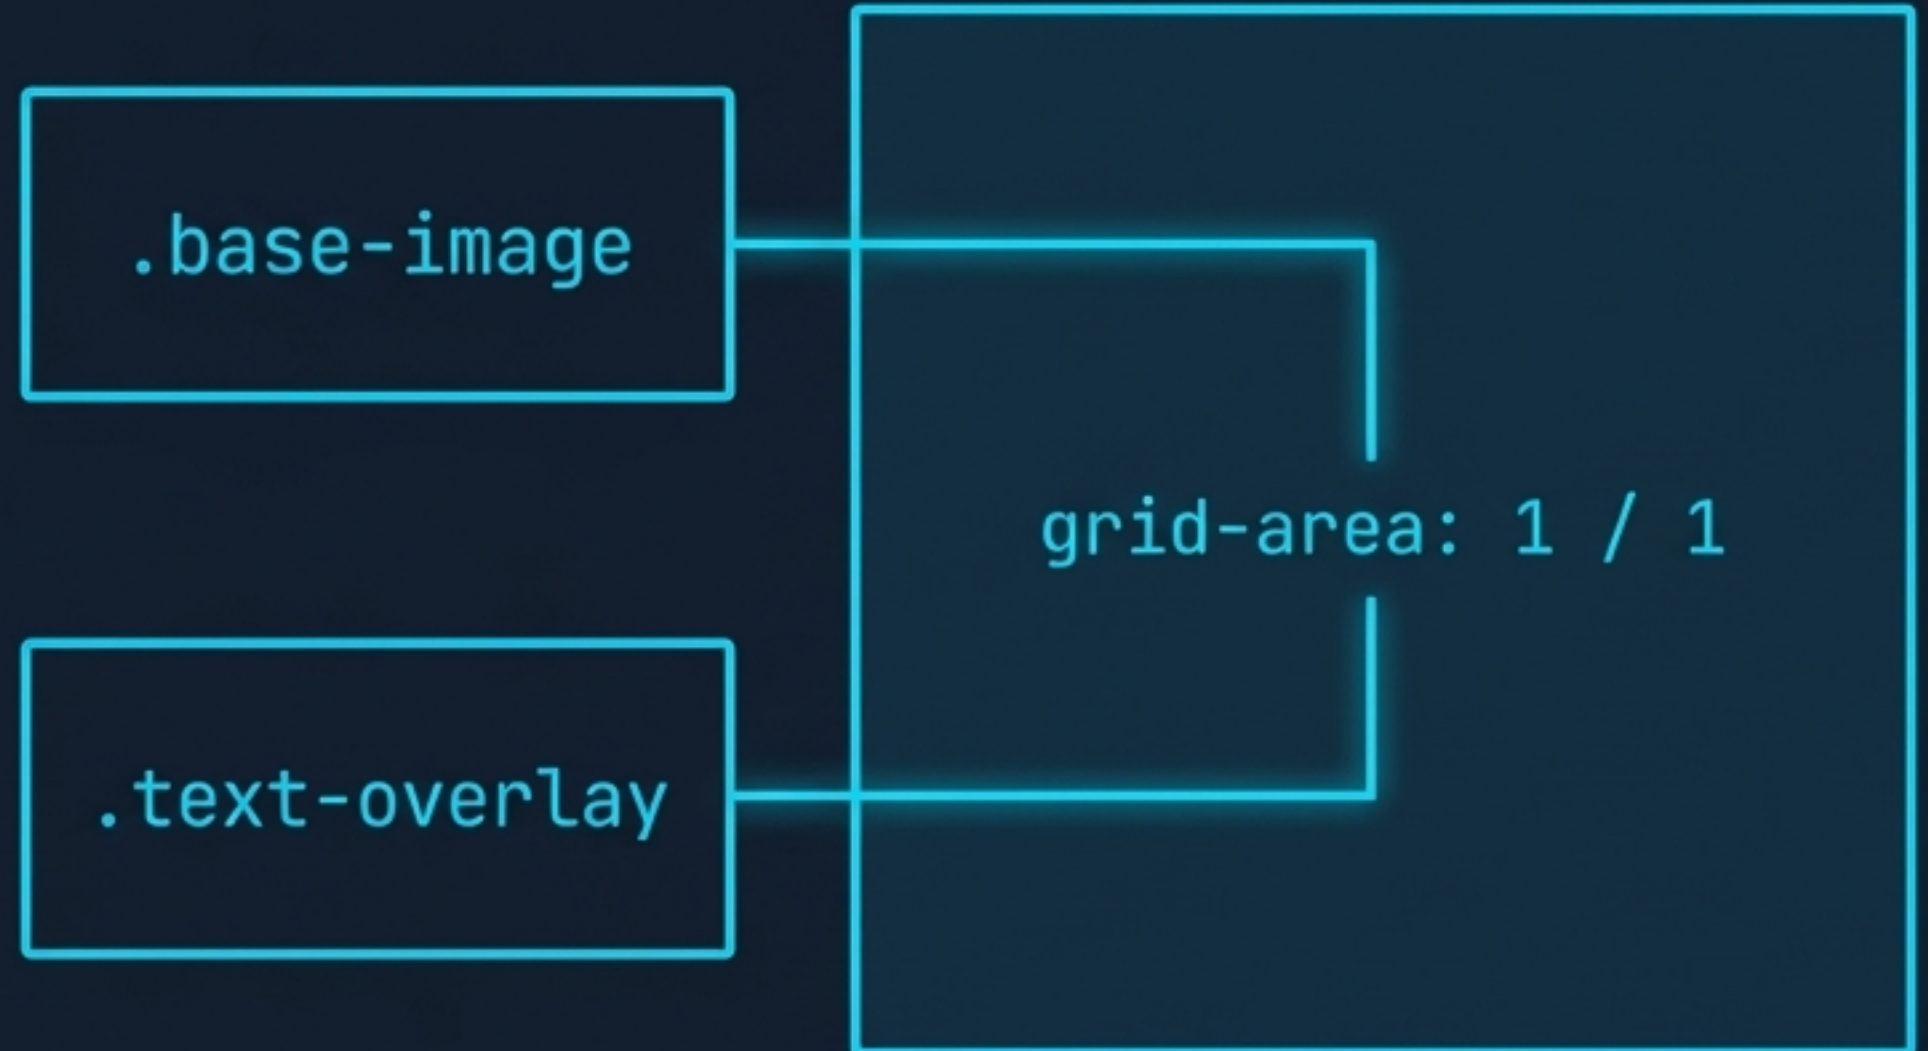 .base-image
grid-area: 1 / 1
.text-overlay